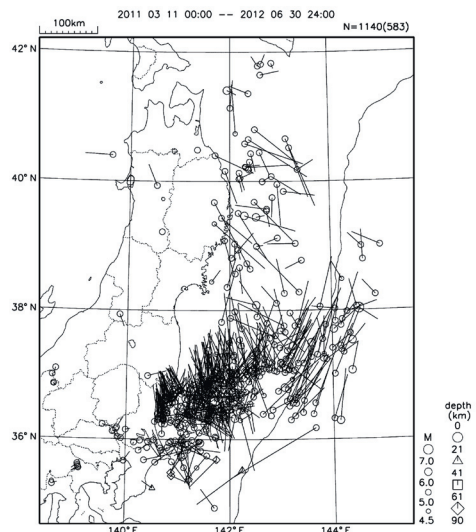 2011 03 11 00:00 -- 2012 06 30 24:00
100km
N=1140(583)
42°N
40°N
38°N
36°N
140°E
142°E
144°E
M
7.0
6.0
5.0
4.5
depth
(km)
0
21
41
61
90